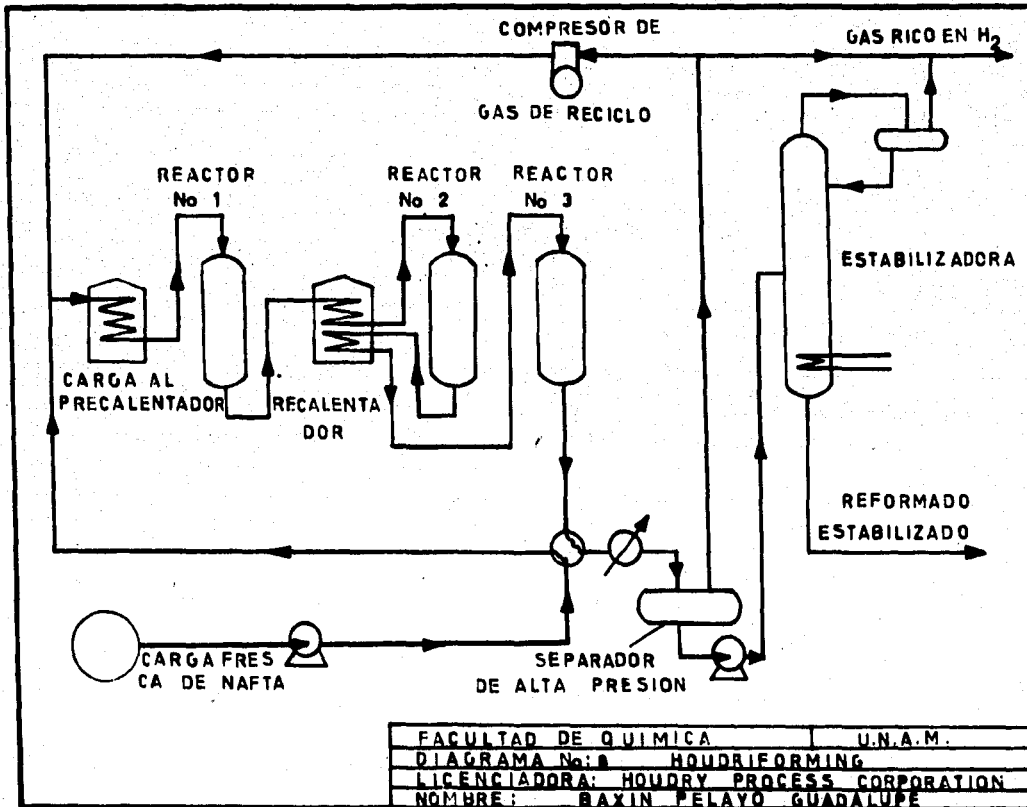 COMPRESOR DE
GAS DE RECICLO
GAS RICO EN H2
REACTOR
No 1
REACTOR
No 2
REACTOR
No 3
ESTABILIZADORA
CARGA AL
PRECALENTADOR
RECALENTA
DOR
REFORMADO
ESTABILIZADO
CARGA FRES
CA DE NAFTA
SEPARADOR
DE ALTA PRESION
FACULTAD DE QUIMICA U.N.A.M.
DIAGRAMA No: HOUDRIFORMING
LICENCIADORA: HOUDRY PROCESS CORPORATION
NOMBRE: BAXIN PELAYO GUADALUPE